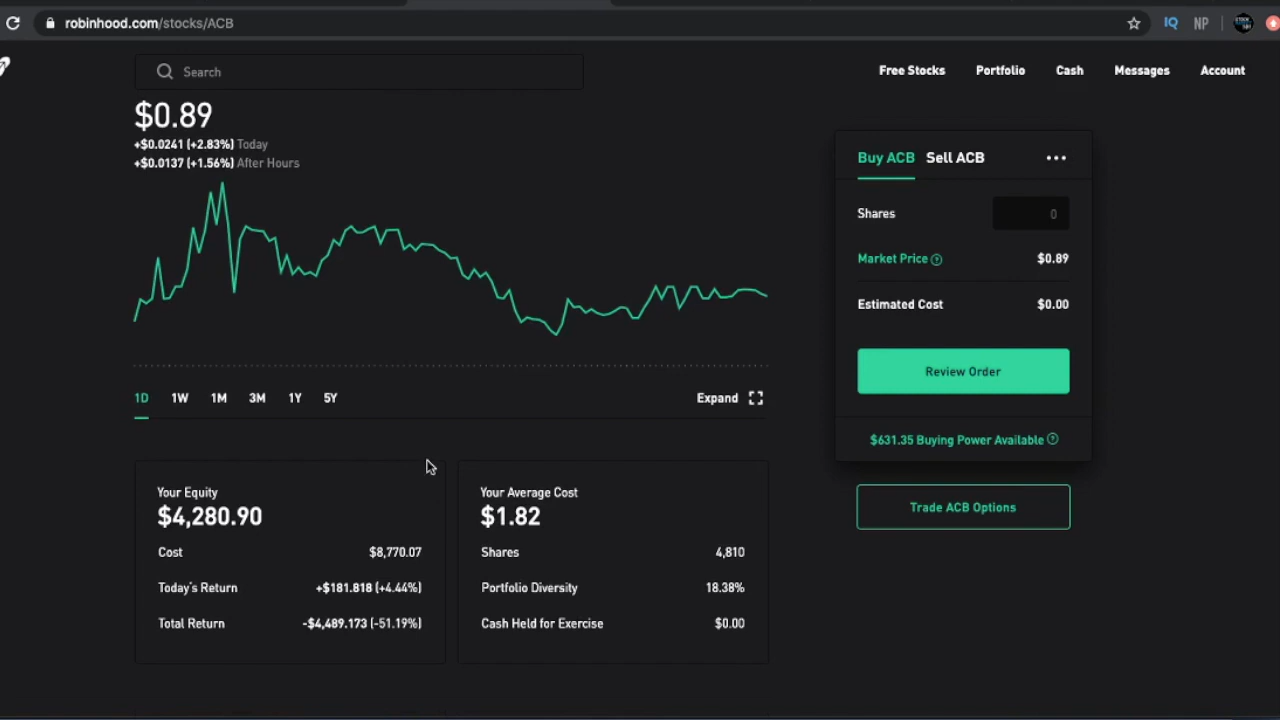 robinhood.com/stocks/ACB
IQ
NP
Search
Free Stocks
Portfolio
Cash
Messages
Account
$0.89
+$0.0241 (+2.83%) Today
+$0.0137 (+1.56%) After Hours
1D
1W
1M
3M
1Y
5Y
Expand
Buy ACB
Sell ACB
Shares
0
Market Price
$0.89
Estimated Cost
$0.00
Review Order
$631.35 Buying Power Available
Trade ACB Options
Your Equity
$4,280.90
Cost
$8,770.07
Today's Return
+$181.818 (+4.44%)
Total Return
-$4,489.173 (-51.19%)
Your Average Cost
$1.82
Shares
4,810
Portfolio Diversity
18.38%
Cash Held for Exercise
$0.00